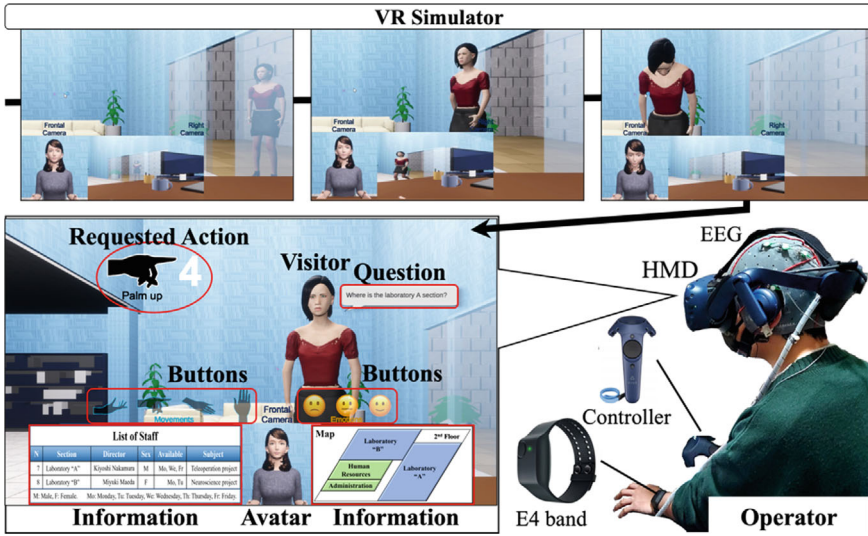 VR Simulator
Frontal
Camera
Right
Camera
Frontal
Camera
Frontal
Camera
Right
Camera
Requested Action
4
Palm up
Visitor
Question
Where is the laboratory A section?
EEG
HMD
Buttons
Buttons
Movements
Frontal
Camera
Controller
List of Staff
N Section Director Sex Available Subject
7 Laboratory "A" Kiyoshi Nakamura M Mo, We, Fr Teleoperation project
8 Laboratory "B" Miyuki Maeda F Mo, Tu Neuroscience project
M: Male, F: Female. Mo: Monday, Tu: Tuesday, We: Wednesday, Th: Thursday, Fr: Friday.
Map
2nd Floor
Laboratory
"B"
Human
Resources
Administration
Laboratory
"A"
Information
Avatar
Information
E4 band
Operator